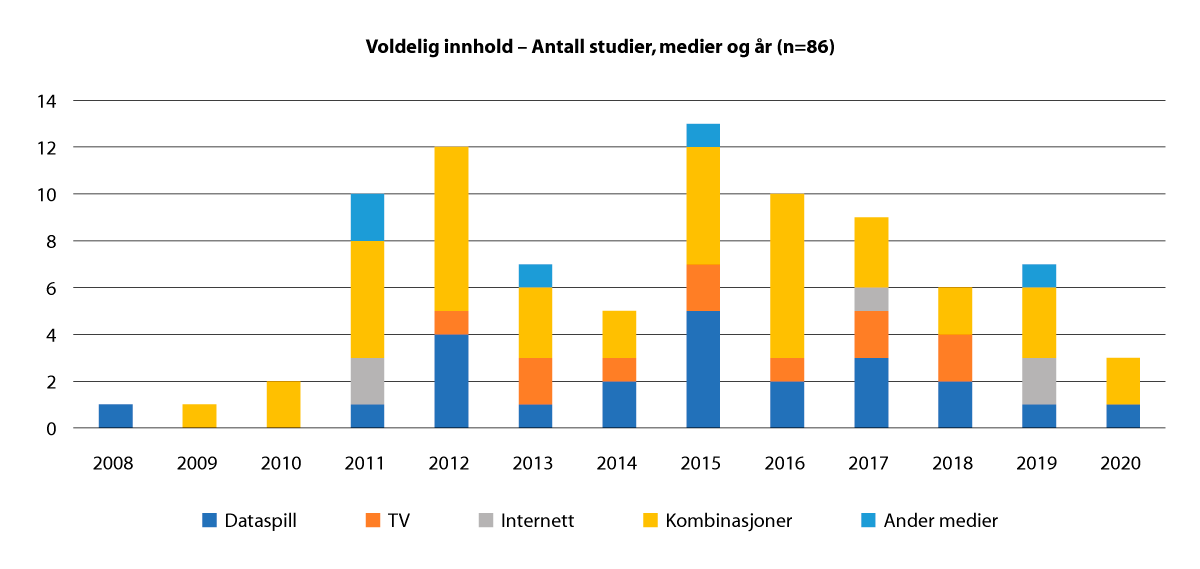 Voldelig innhold – Antall studier, medier og år (n=86)
14
12
10
8
6
4
2
0
2008 2009 2010 2011 2012 2013 2014 2015 2016 2017 2018 2019 2020
Dataspill TV Internett Kombinasjoner Ander medier